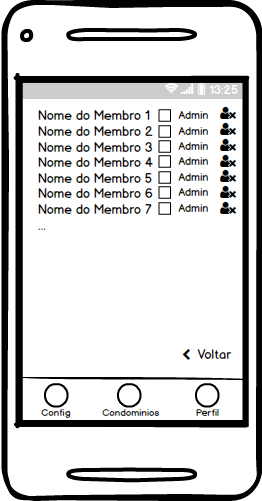 13:25
Nome do Membro 1 Admin
Nome do Membro 2 Admin
Nome do Membro 3 Admin
Nome do Membro 4 Admin
Nome do Membro 5 Admin
Nome do Membro 6 Admin
Nome do Membro 7 Admin
...
Voltar
Config Condominios Perfil